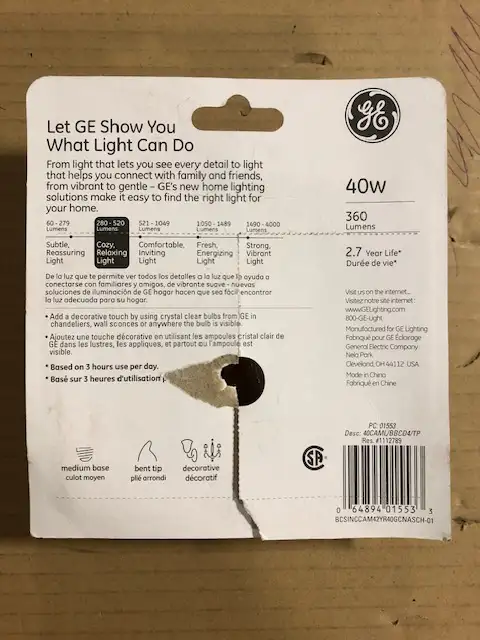 Let GE Show You
What Light Can Do
From light that lets you see every detail to light
that helps you connect with family and friends,
from vibrant to gentle – GE's new home lighting
solutions make it easy to find the right light for
your home.
60 - 279
Lumens
Subtle,
Reassuring
Light
280 - 520
Lumens
Cozy,
Relaxing
Light
521 - 1049
Lumens
Comfortable,
Inviting
Light
1050 - 1489
Lumens
Fresh,
Energizing
Light
1490 - 4000
Lumens
Strong,
Vibrant
Light
De la luz que te permite ver todos los detalles a la luz que te ayuda a
conectarse con familiares y amigos, de vibrante suave - nuevas
soluciones de iluminación de GE hogar hacen que sea fácil encontrar
la luz adecuada para su hogar.
• Add a decorative touch by using crystal clear bulbs from GE in
chandeliers, wall sconces or anywhere the bulb is visible.
• Ajoutez une touche décorative en utilisant les ampoules cristal clair de
GE dans les lustres, les appliques, et partout où l'ampoule est
visible.
* Based on 3 hours use per day.
* Basé sur 3 heures d'utilisation
medium base
culot moyen
bent tip
plié arrondi
decorative
décoratif
GE
40W
360
Lumens
2.7 Year Life*
Durée de vie*
Visit us on the internet...
Visitez notre site internet :
www.GELighting.com
800-GE-Light
Manufactured for GE Lighting
Fabriqué pour GE Éclairage
General Electric Company
Nela Park
Cleveland, OH 44112 USA
Made in China
Fabriqué en Chine
PC: 01553
Desc: 40CAM/BBCD4/TP
Res. #1112789
SA
0 64894 01553 3
BCSINCCAM42YR40GCNASCH-01